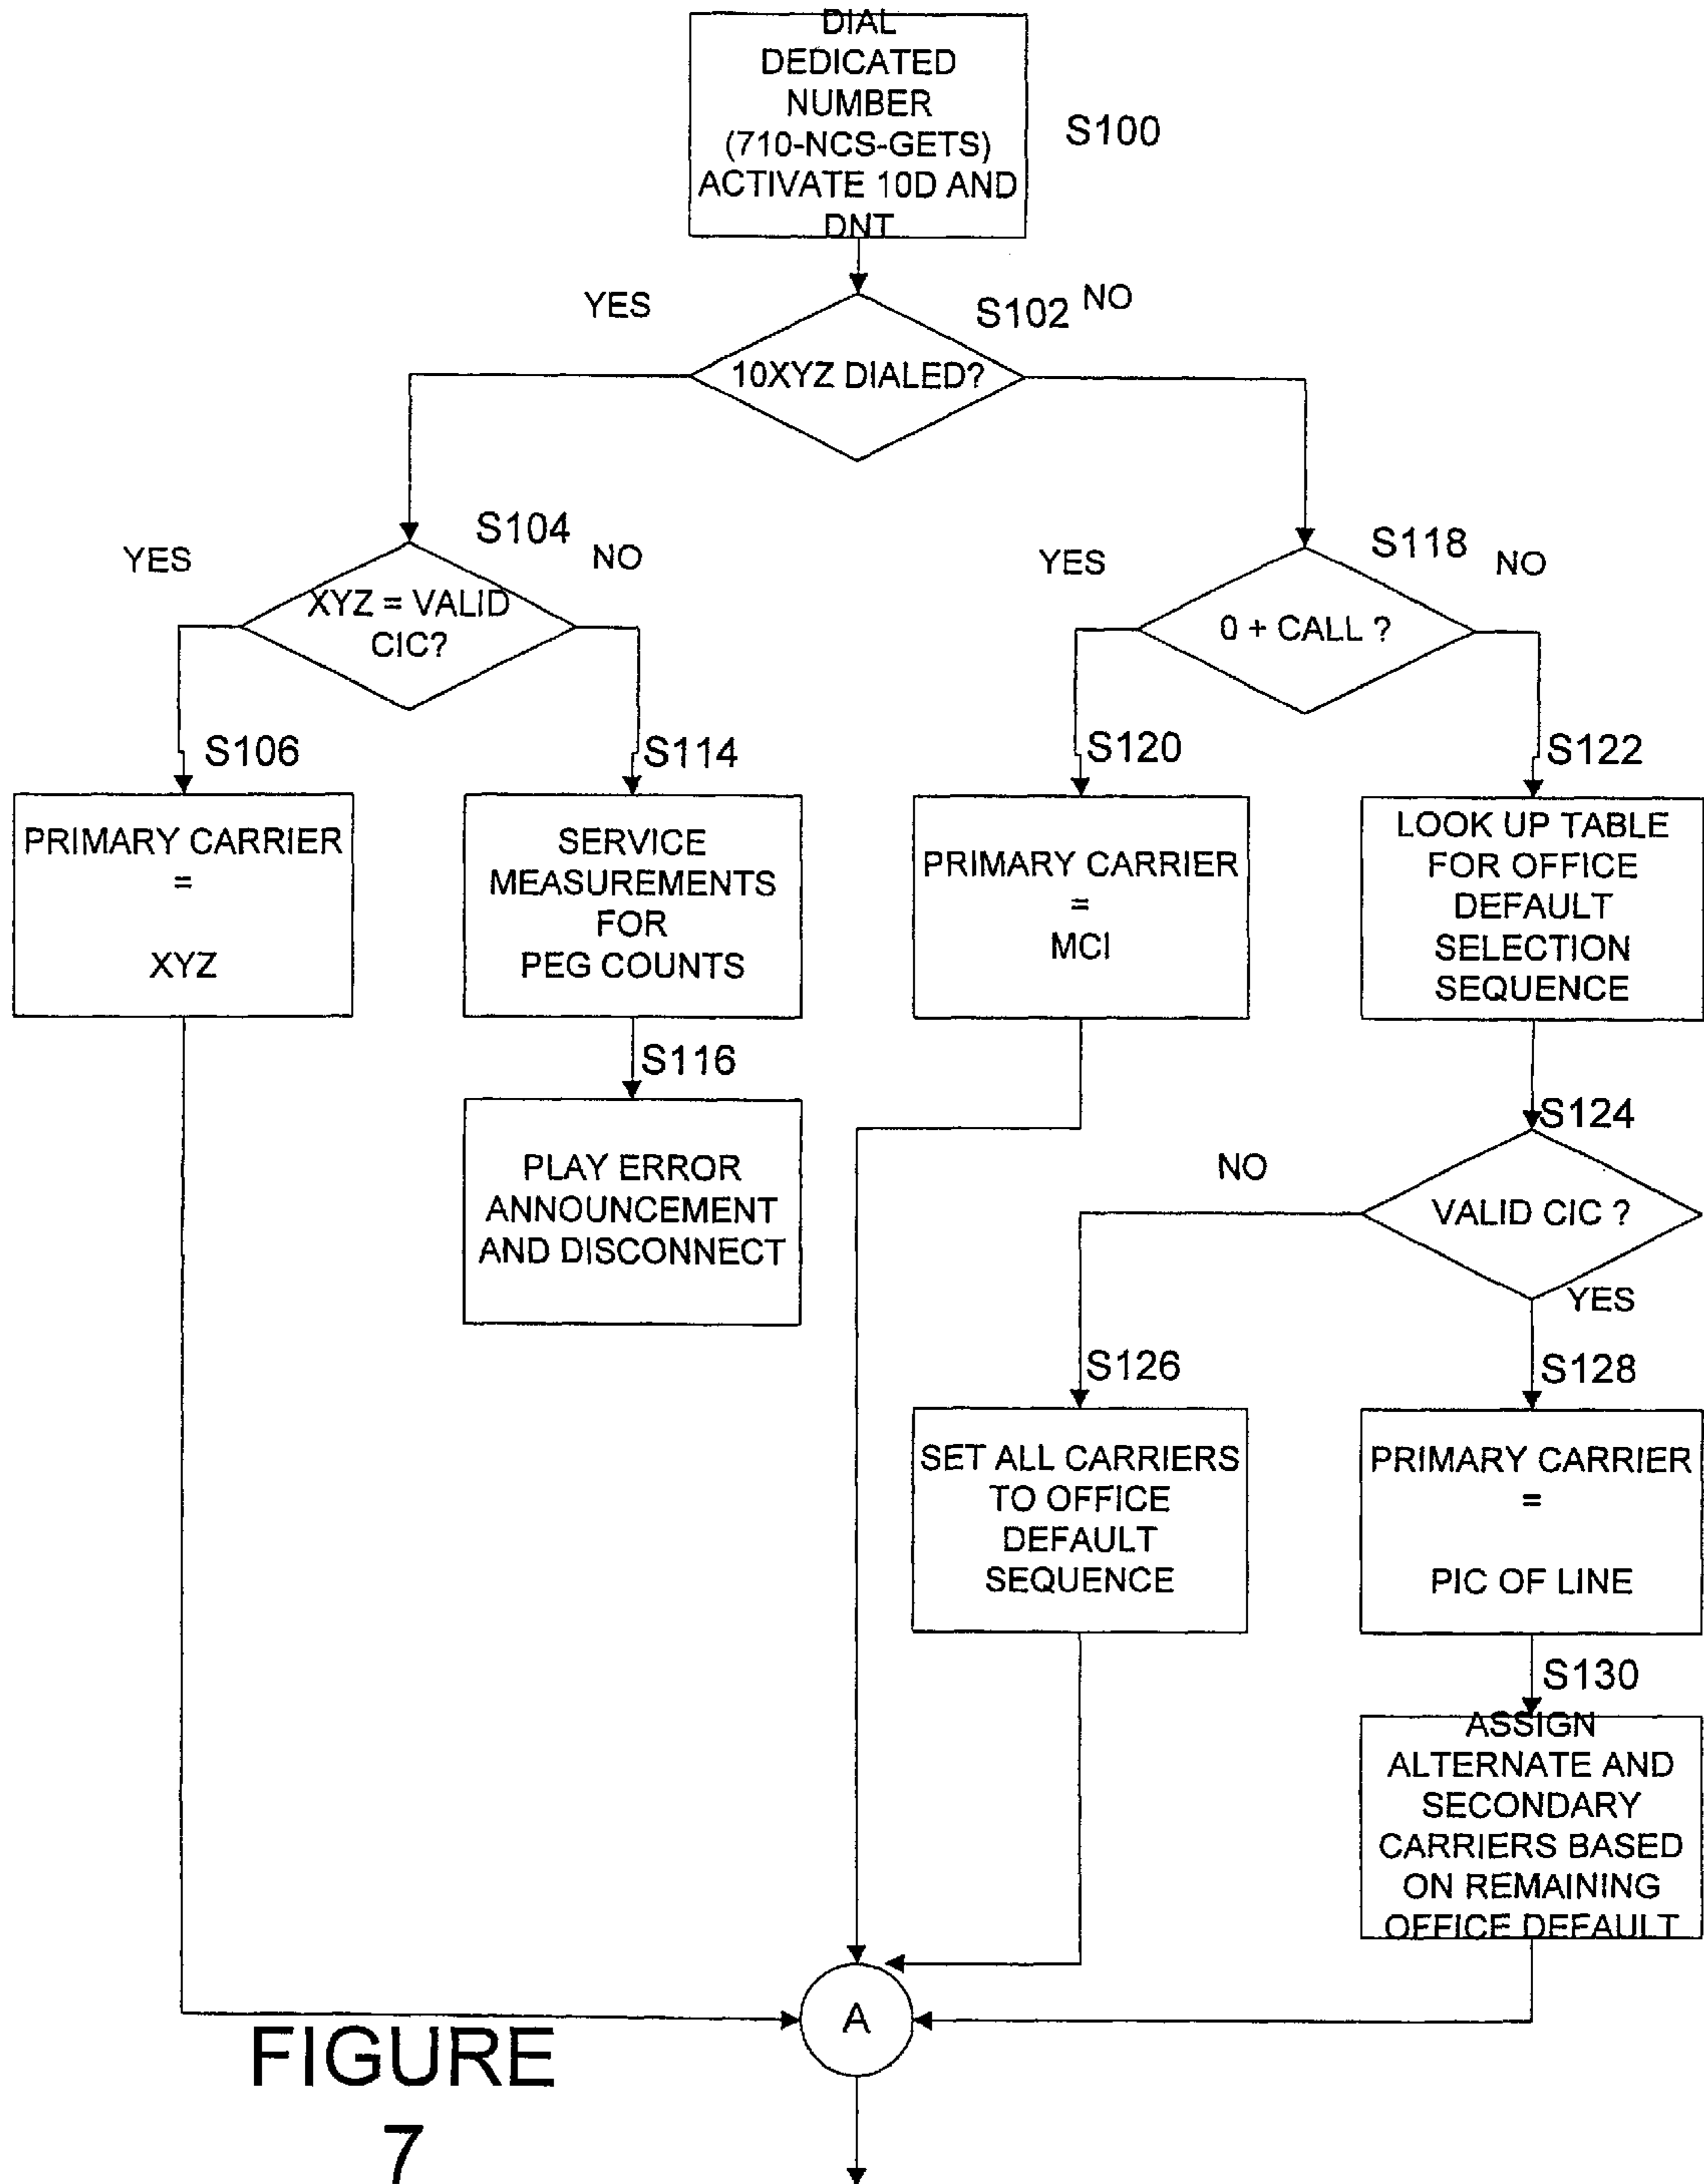 DIAL
DEDICATED
NUMBER
(710-NCS-GETS)
ACTIVATE 10D AND
DNT
S100
YES
S102
NO
10XYZ DIALED?
S104
YES
NO
XYZ = VALID
CIC?
S118
YES
NO
0 + CALL ?
S106
PRIMARY CARRIER
=
XYZ
S114
SERVICE
MEASUREMENTS
FOR
PEG COUNTS
S120
PRIMARY CARRIER
=
MCI
S122
LOOK UP TABLE
FOR OFFICE
DEFAULT
SELECTION
SEQUENCE
S116
PLAY ERROR
ANNOUNCEMENT
AND DISCONNECT
S124
NO
VALID CIC ?
YES
S126
SET ALL CARRIERS
TO OFFICE
DEFAULT
SEQUENCE
S128
PRIMARY CARRIER
=
PIC OF LINE
S130
ASSIGN
ALTERNATE AND
SECONDARY
CARRIERS BASED
ON REMAINING
OFFICE DEFAULT
A
FIGURE
7